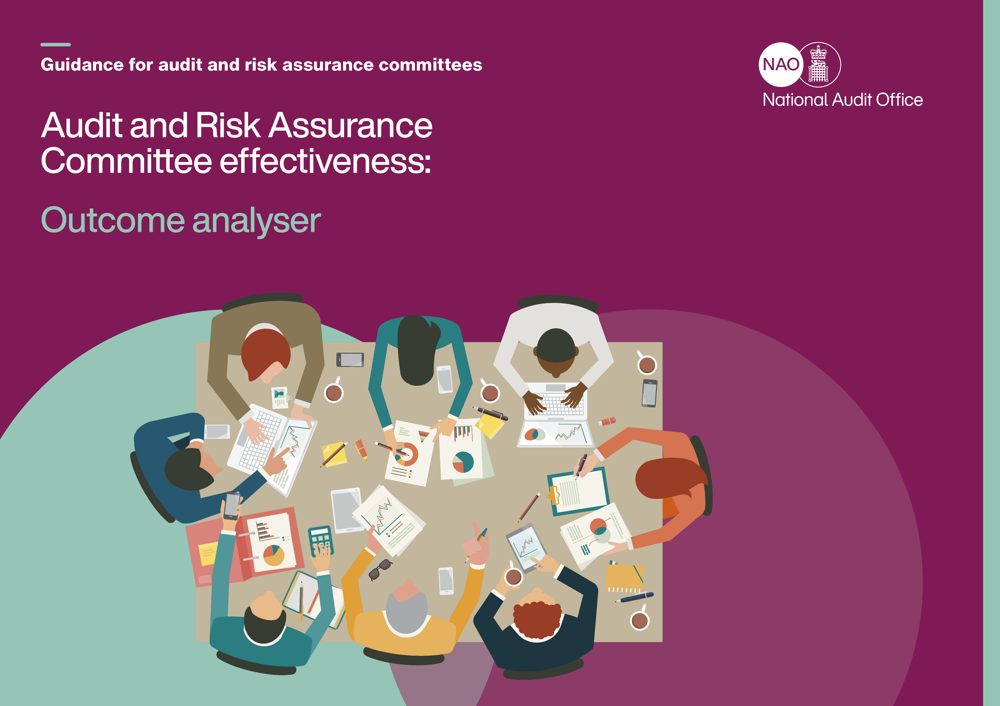 Guidance for audit and risk assurance committees
NAO
National Audit Office
Audit and Risk Assurance
Committee effectiveness:
Outcome analyser